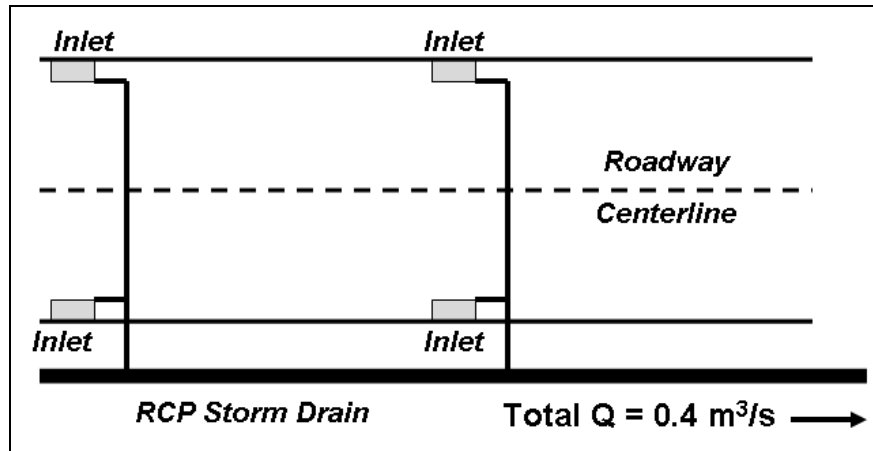 Inlet Inlet
Roadway
Centerline
Inlet Inlet
RCP Storm Drain Total Q = 0.4 m³/s